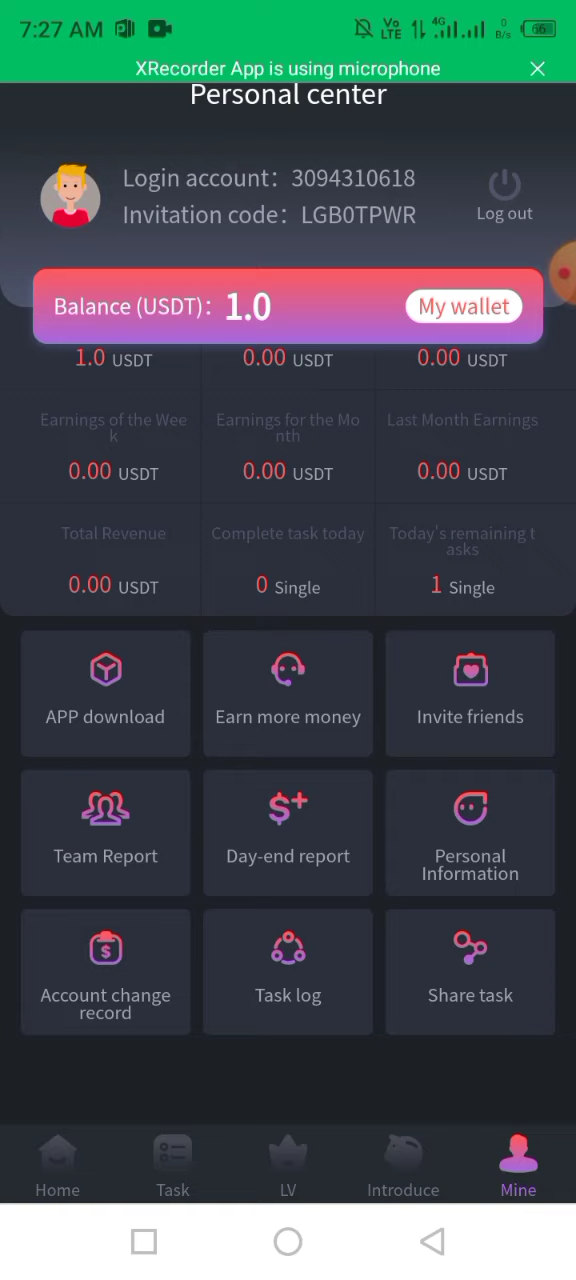 7:27 AM
Vo LTE 4G 0 B/s 66
XRecorder App is using microphone
Personal center
Login account: 3094310618
Invitation code: LGB0TPWR
Log out
Balance (USDT): 1.0
My wallet
1.0 USDT
0.00 USDT
0.00 USDT
Earnings of the Wee
k
Earnings for the Mo
nth
Last Month Earnings
0.00 USDT
0.00 USDT
0.00 USDT
Total Revenue
Complete task today
Today's remaining t
asks
0.00 USDT
0 Single
1 Single
APP download
Earn more money
Invite friends
Team Report
Day-end report
Personal
Information
Account change
record
Task log
Share task
Home
Task
LV
Introduce
Mine